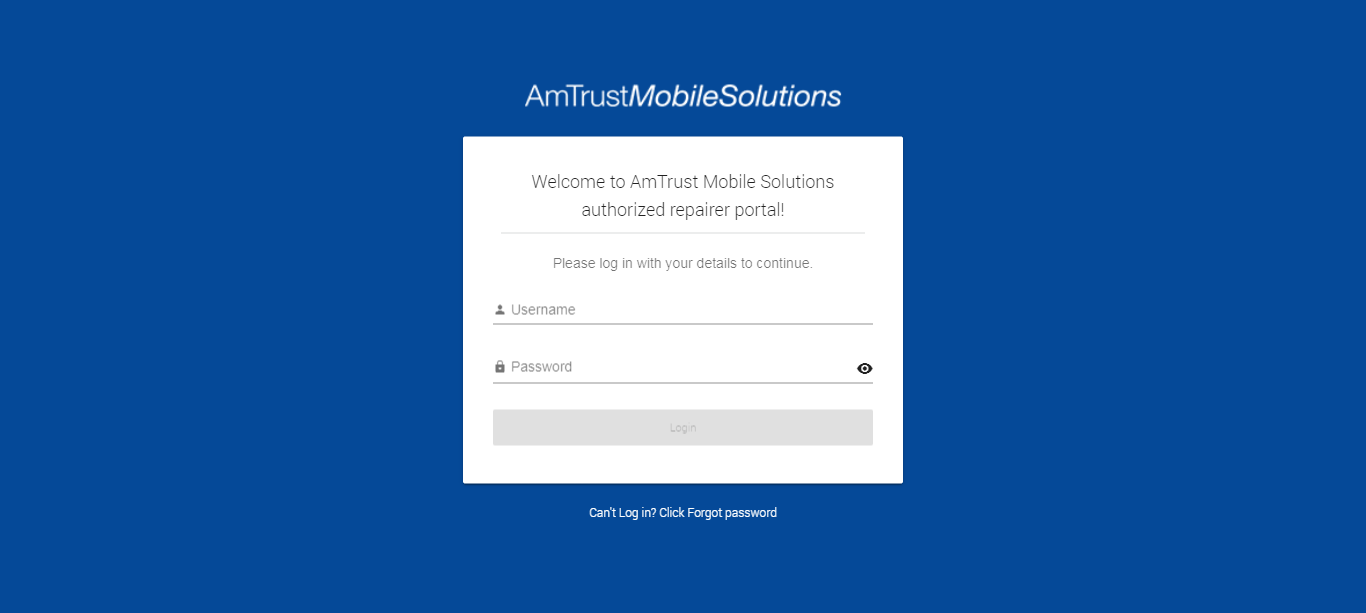 AmTrustMobileSolutions
Welcome to AmTrust Mobile Solutions
authorized repairer portal!
Please log in with your details to continue.
Username
Password
Login
Can't Log in? Click Forgot password